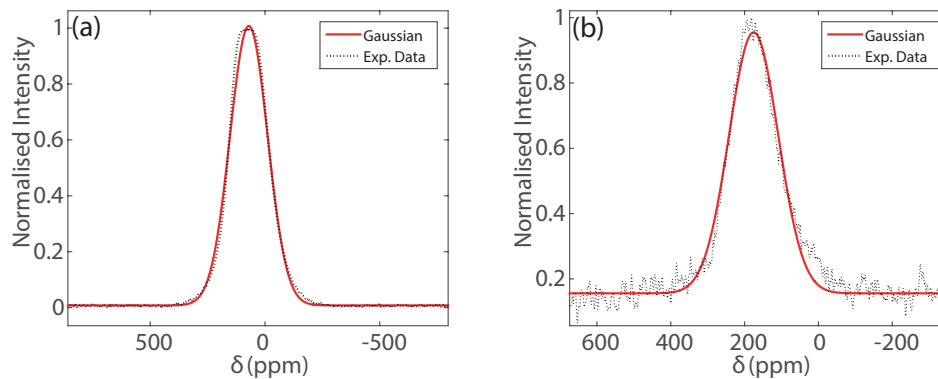 (a)
Gaussian
Exp. Data
1
0.8
0.6
0.4
0.2
0
Normalised Intensity
500 0 -500
δ (ppm)
(b)
Gaussian
Exp. Data
1
0.8
0.6
0.4
0.2
Normalised Intensity
600 400 200 0 -200
δ (ppm)